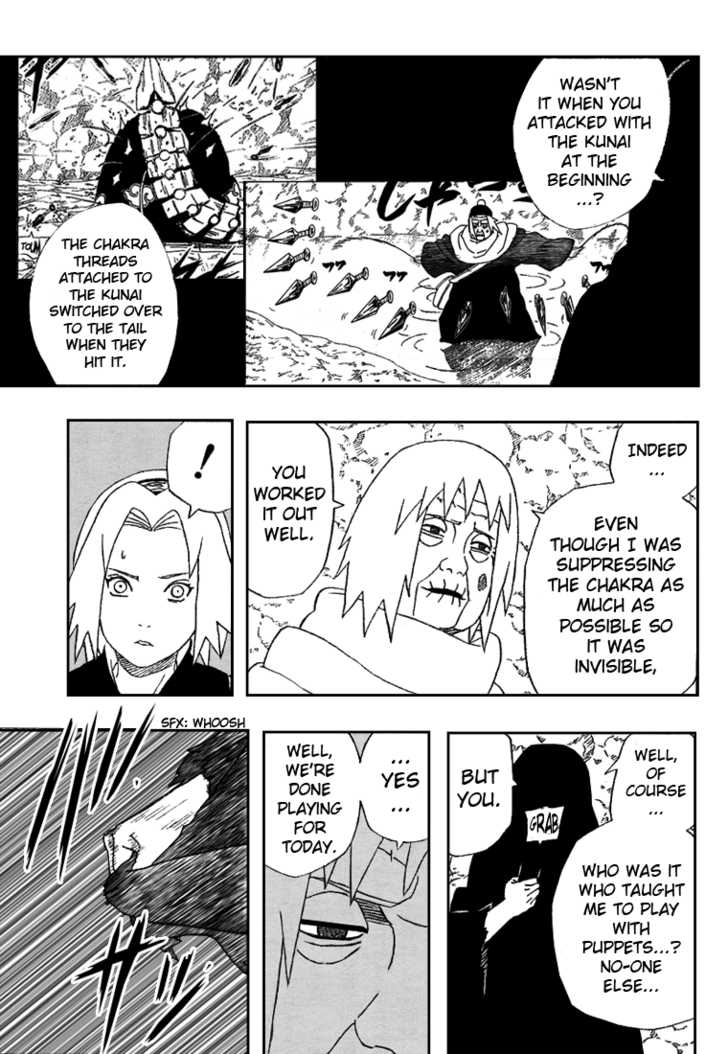 WASN'T
IT WHEN YOU
ATTACKED WITH
THE KUNAI
AT THE
BEGINNING
...?
THE CHAKRA
THREADS
ATTACHED TO
THE KUNAI
SWITCHED OVER
TO THE TAIL
WHEN THEY
HIT IT.
INDEED
...
EVEN
THOUGH I WAS
SUPPRESSING
THE CHAKRA AS
MUCH AS
POSSIBLE SO
IT WAS
INVISIBLE,
YOU
WORKED
IT OUT
WELL.
!
WELL,
OF
COURSE
...
WHO WAS IT
WHO TAUGHT
ME TO PLAY
WITH
PUPPETS...?
NO-ONE
ELSE...
GRAB
BUT
YOU.
...
YES
...
WELL,
WE'RE
DONE
PLAYING
FOR
TODAY.
SFX: WHOOSH